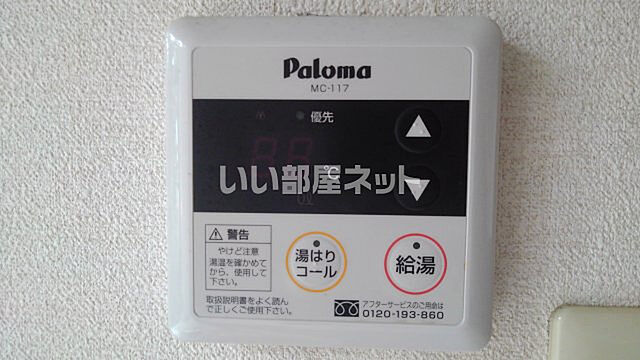 Paloma
MC-117
優先
℃
いい部屋ネット
警告
やけど注意
湯温を確かめて
から、使用して
下さい。
湯はり
コール
給湯
取扱説明書をよく読ん
で正しくご使用下さい。
アフターサービスのご用命は
0120-193-860